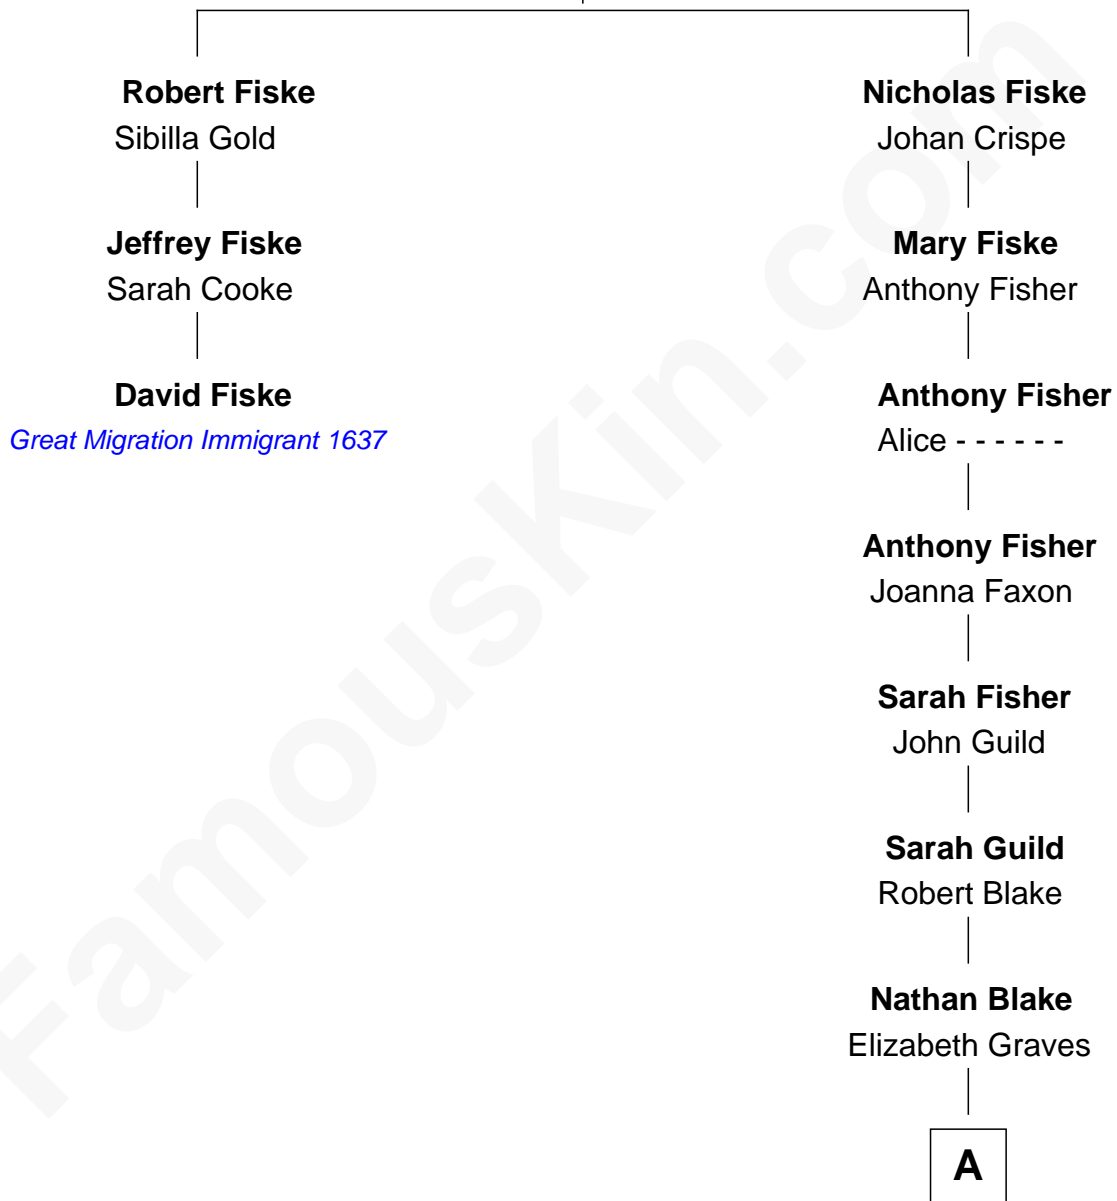 Robert Fiske
Sibilla Gold
Jeffrey Fiske
Sarah Cooke
David Fiske
Great Migration Immigrant 1637
Nicholas Fiske
Johan Crispe
Mary Fiske
Anthony Fisher
Anthony Fisher
Alice - - - - - -
Anthony Fisher
Joanna Faxon
Sarah Fisher
John Guild
Sarah Guild
Robert Blake
Nathan Blake
Elizabeth Graves
A
FamousKin.com